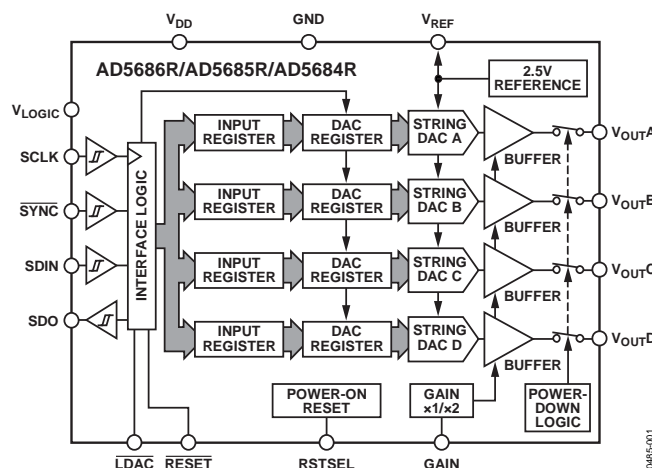 VDD
GND
VREF
AD5686R/AD5685R/AD5684R
2.5V
REFERENCE
VLOGIC
SCLK
SYNC
SDIN
SDO
INTERFACE LOGIC
INPUT
REGISTER
DAC
REGISTER
STRING
DAC A
BUFFER
VOUTA
INPUT
REGISTER
DAC
REGISTER
STRING
DAC B
BUFFER
VOUTB
INPUT
REGISTER
DAC
REGISTER
STRING
DAC C
BUFFER
VOUTC
INPUT
REGISTER
DAC
REGISTER
STRING
DAC D
BUFFER
VOUTD
POWER-ON
RESET
GAIN
×1/×2
POWER-
DOWN
LOGIC
LDAC
RESET
RSTSEL
GAIN
0485-001